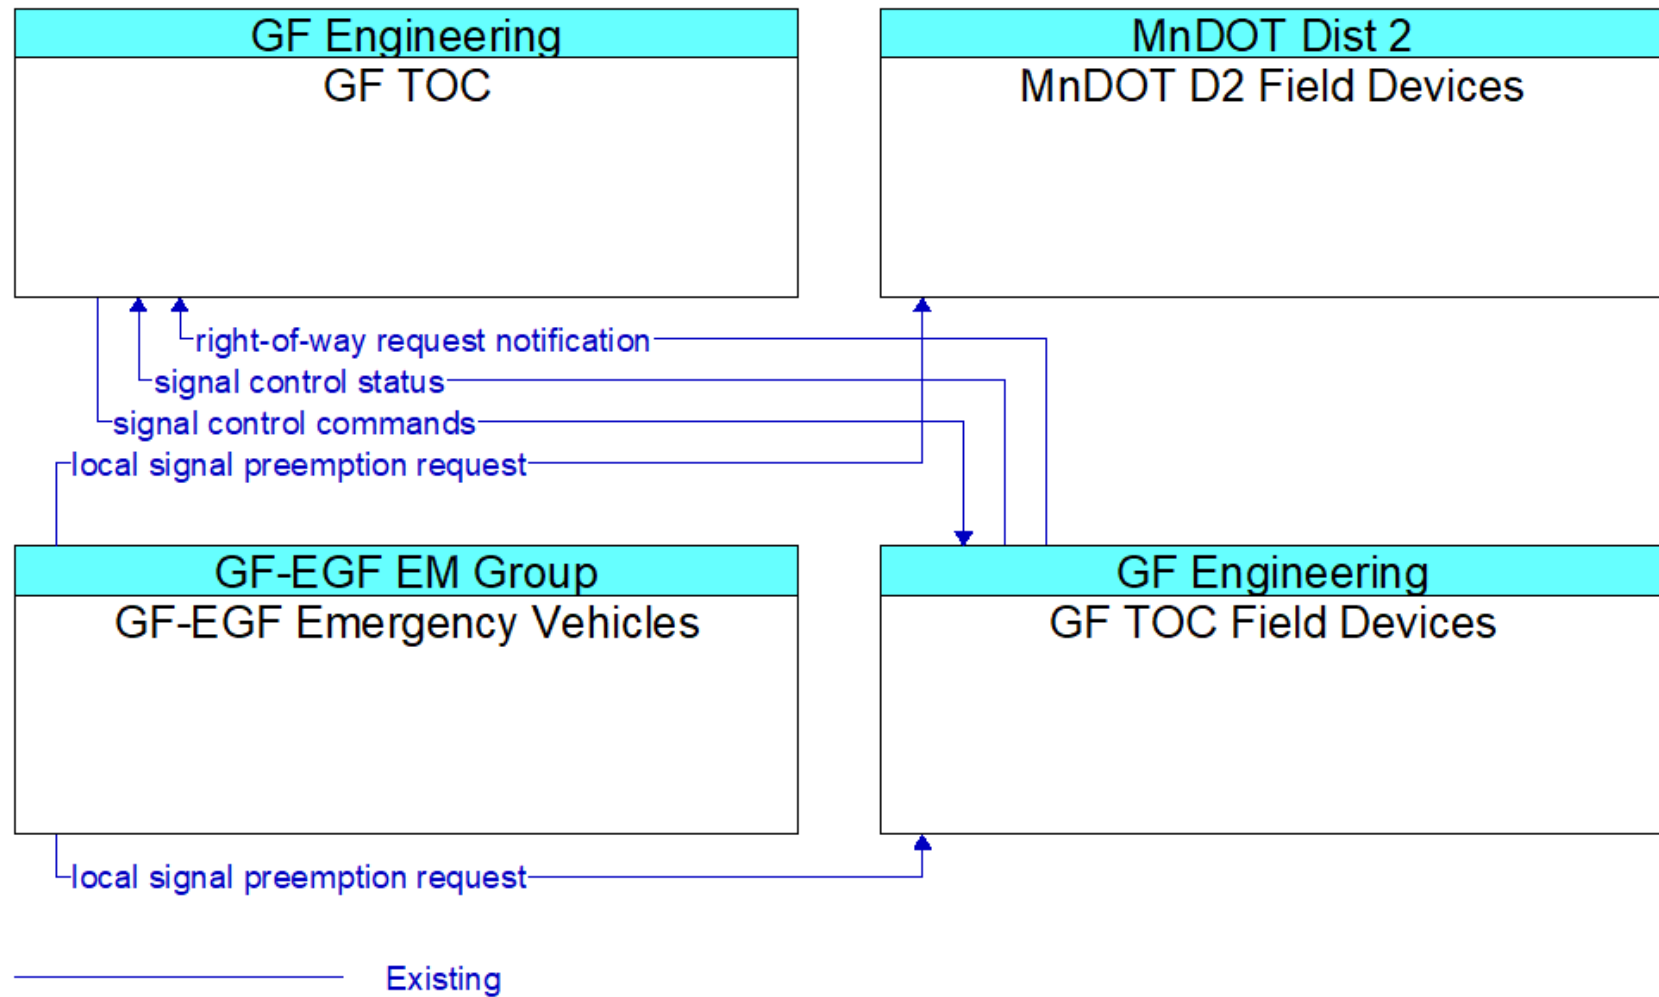 GF Engineering
GF TOC
MnDOT Dist 2
MnDOT D2 Field Devices
right-of-way request notification
signal control status
signal control commands
local signal preemption request
GF-EGF EM Group
GF-EGF Emergency Vehicles
GF Engineering
GF TOC Field Devices
local signal preemption request
Existing